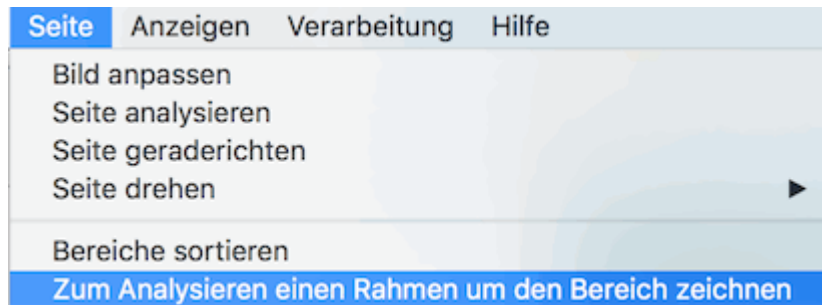 Seite Anzeigen Verarbeitung Hilfe
Bild anpassen
Seite analysieren
Seite geraderichten
Seite drehen
Bereiche sortieren
Zum Analysieren einen Rahmen um den Bereich zeichnen